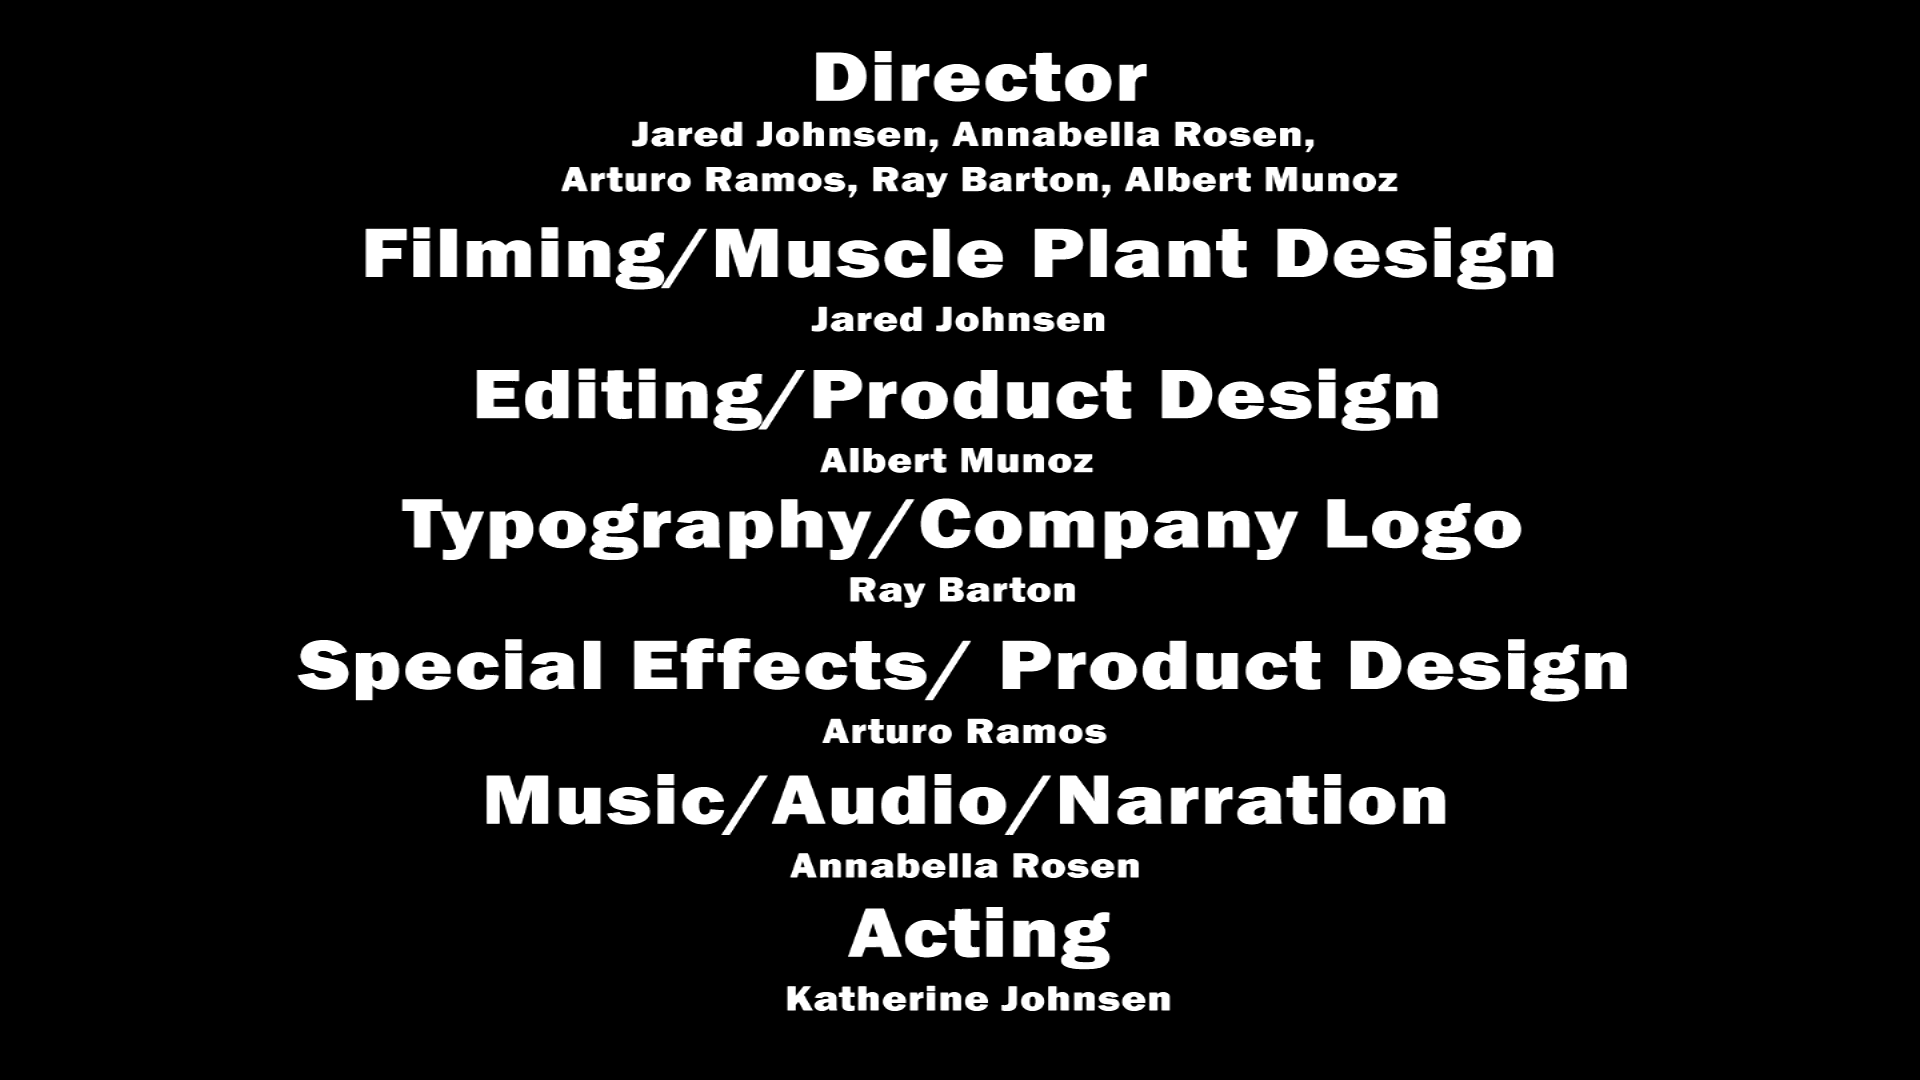 Director
Jared Johnsen, Annabella Rosen,
Arturo Ramos, Ray Barton, Albert Munoz
Filming/Muscle Plant Design
Jared Johnsen
Editing/Product Design
Albert Munoz
Typography/Company Logo
Ray Barton
Special Effects/ Product Design
Arturo Ramos
Music/Audio/Narration
Annabella Rosen
Acting
Katherine Johnsen